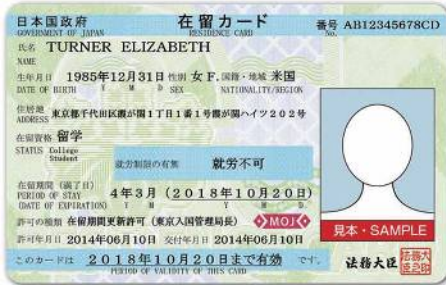 日本国政府 在留カード 番号 AB12345678CD
GOVERNMENT OF JAPAN RESIDENCE CARD No.
氏名 TURNER ELIZABETH
NAME
生年月日 1985年12月31日 性別 女 F. 国籍・地域 米国
DATE OF BIRTH Y M D SEX NATIONALITY/REGION
住居地 東京都千代田区霞が関1丁目1番1号霞が関ハイツ202号
ADDRESS
在留資格 留学
STATUS College
Student
就労制限の有無 就労不可
在留期間(満了日) 4年3月(2018年10月20日)
PERIOD OF STAY
(DATE OF EXPIRATION) Y M Y M D
許可の種類 在留期間更新許可(東京入国管理局長) MOJ
見本・SAMPLE
許可年月日 2014年06月10日 交付年月日 2014年06月10日
このカードは 2018年10月20日まで有効 です。 法務大臣
PERIOD OF VALIDITY OF THIS CARD